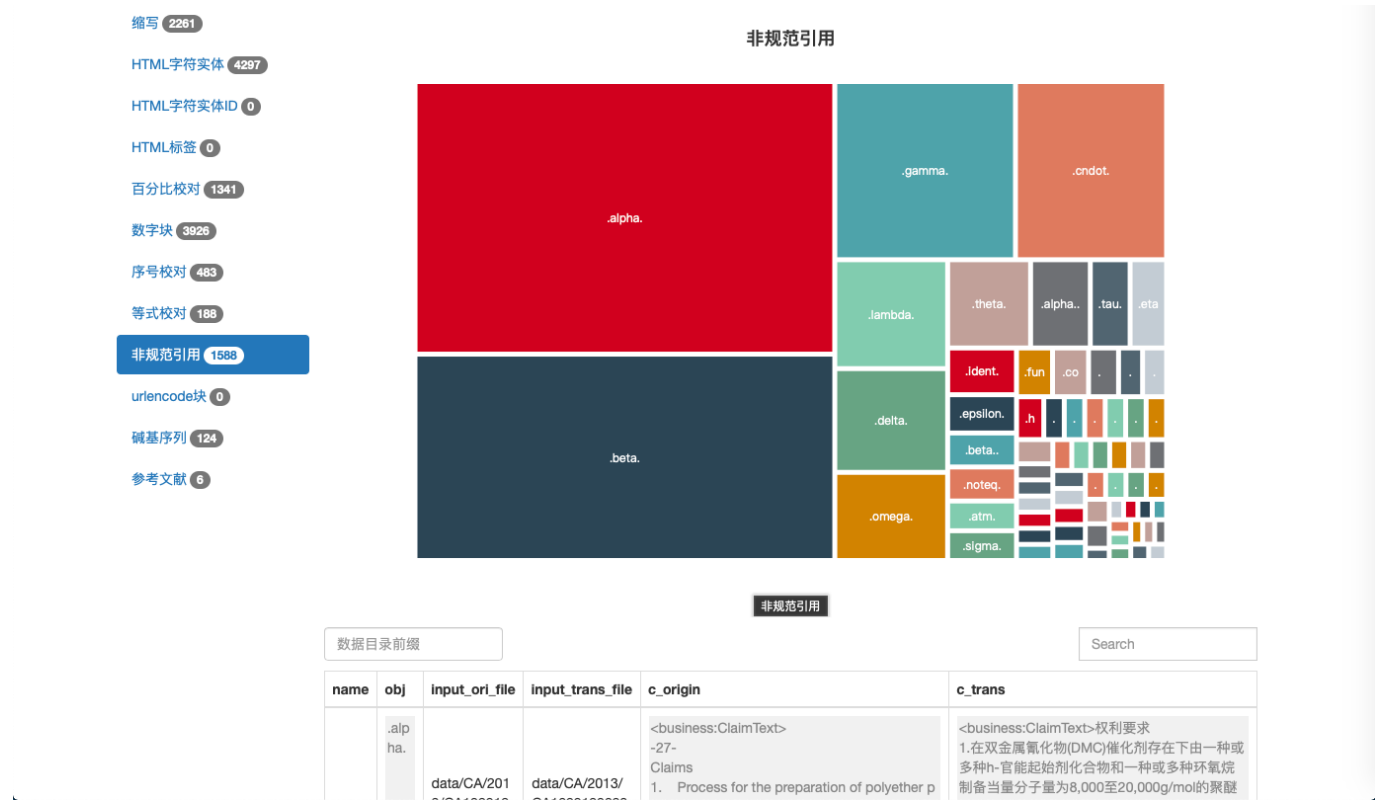 缩写 2261
HTML字符实体 4297
HTML字符实体ID 0
HTML标签 0
百分比校对 1341
数字块 3926
序号校对 483
等式校对 188
非规范引用 1588
urlencode块 0
碱基序列 124
参考文献 6
非规范引用
.alpha.
.beta.
.gamma.
.cndot.
.lambda.
.delta.
.omega.
.theta.
.alpha..
.tau.
.eta
.ident.
.epsilon.
.beta..
.noteq.
.atm.
.sigma.
.fun
.co
.
.
.
.h
.
.
.
.
.
.
.
.
.
.
非规范引用
数据目录前缀
Search
name obj input_ori_file input_trans_file c_origin c_trans
.alp
ha.
data/CA/201
data/CA/2013/
<business:ClaimText>
-27-
Claims
1. Process for the preparation of polyether p
<business:ClaimText>权利要求
1.在双金属氰化物(DMC)催化剂存在下由一种或
多种h-官能起始剂化合物和一种或多种环氧烷
制备当量分子量为8,000至20,000g/mol的聚醚